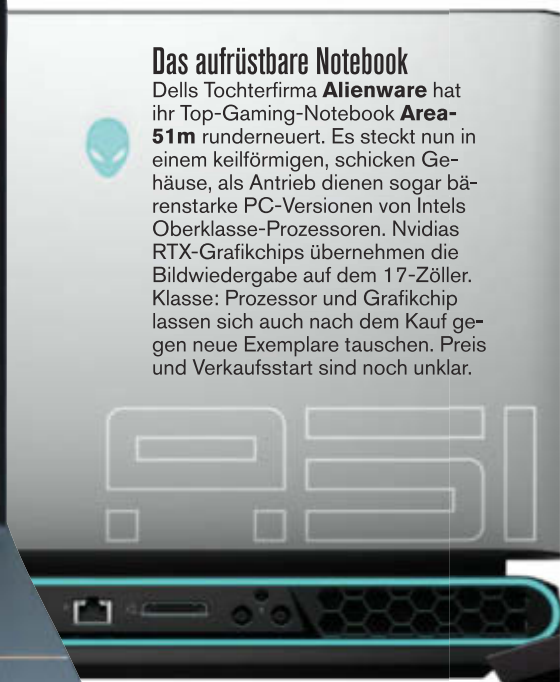 Das aufrüstbare Notebook
Dells Tochterfirma Alienware hat
ihr Top-Gaming-Notebook Area-
51m runderneuert. Es steckt nun in
einem keilförmigen, schicken Ge-
häuse, als Antrieb dienen sogar bä-
renstarke PC-Versionen von Intels
Oberklasse-Prozessoren. Nvidias
RTX-Grafikchips übernehmen die
Bildwiedergabe auf dem 17-Zöller.
Klasse: Prozessor und Grafikchip
lassen sich auch nach dem Kauf ge-
gen neue Exemplare tauschen. Preis
und Verkaufsstart sind noch unklar.
A51